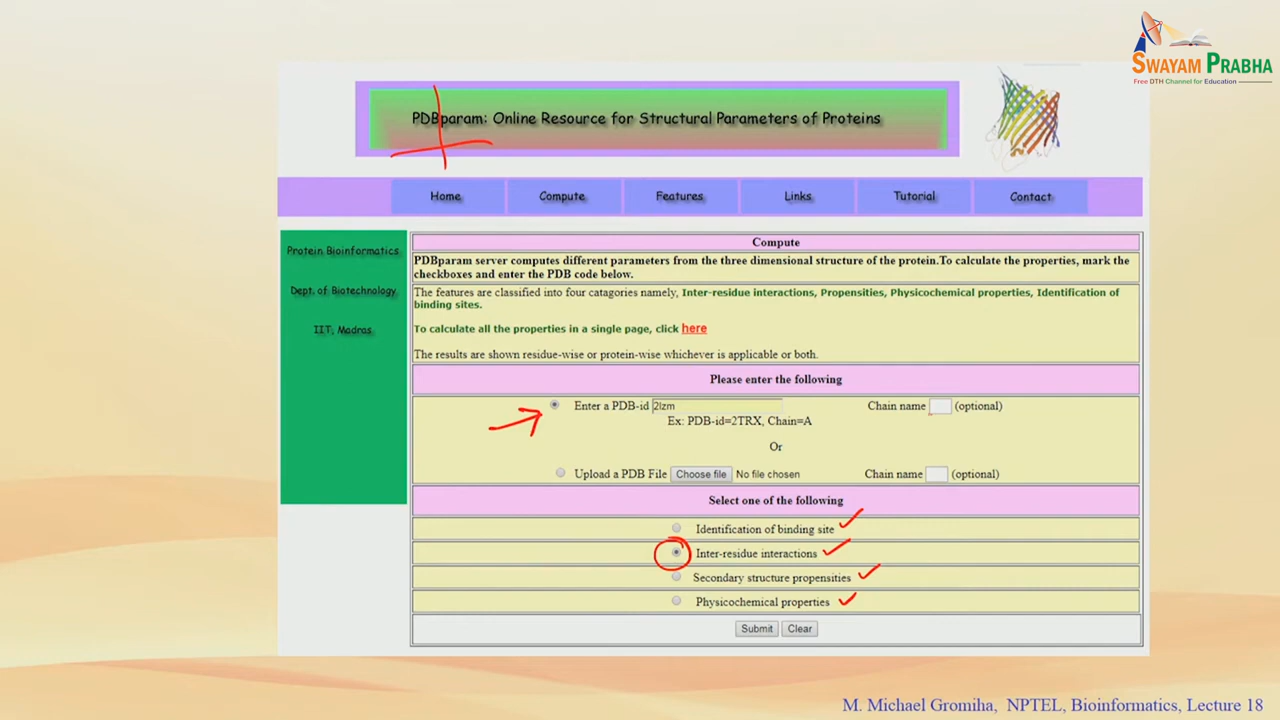 SWAYAM PRABHA
Free DTH Channel for Education
PDBparam: Online Resource for Structural Parameters of Proteins
Home Compute Features Links Tutorial Contact
Protein Bioinformatics
Dept. of Biotechnology
IIT, Madras
Compute
PDBparam server computes different parameters from the three dimensional structure of the protein.To calculate the properties, mark the
checkboxes and enter the PDB code below.
The features are classified into four catagories namely, Inter-residue interactions, Propensities, Physicochemical properties, Identification of
binding sites.
To calculate all the properties in a single page, click here
The results are shown residue-wise or protein-wise whichever is applicable or both.
Please enter the following
Enter a PDB-id 2lzm Chain name (optional)
Ex: PDB-id=2TRX, Chain=A
Or
Upload a PDB File Choose file No file chosen Chain name (optional)
Select one of the following
Identification of binding site
Inter-residue interactions
Secondary structure propensities
Physicochemical properties
Submit Clear
M. Michael Gromiha, NPTEL, Bioinformatics, Lecture 18